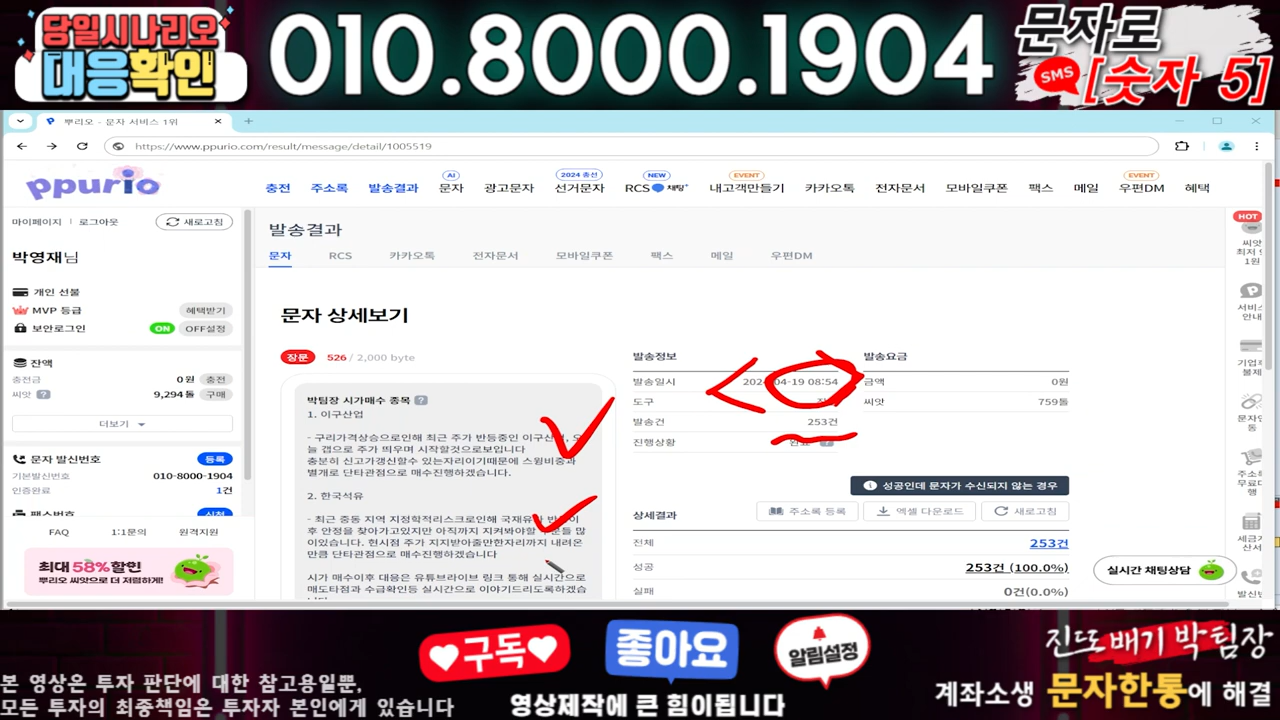 당일시나리오
대응확인
010.8000.1904
문자로
SMS [숫자 5]
뿌리오 - 문자 서비스 1위
https://www.ppurio.com/result/message/detail/1005519
ppurio
충전 주소록 발송결과 AI 문자 광고문자 2024 총선 선거문자 NEW RCS 채팅+ EVENT 내고객만들기 카카오톡 전자문서 모바일쿠폰 팩스 메일 EVENT 우편DM 혜택
마이페이지 | 로그아웃 새로고침
박영재님
개인 선불
MVP 등급 혜택받기
보안로그인 ON OFF설정
잔액
충전금 0원 충전
씨앗 ? 9,294톨 구매
더보기
문자 발신번호 등록
기본발신번호 010-8000-1904
인증완료 1건
FAQ 1:1문의 원격지원
최대 58%할인
뿌리오 씨앗으로 더 저렴하게!
발송결과
문자 RCS 카카오톡 전자문서 모바일쿠폰 팩스 메일 우편DM
문자 상세보기
장문 526 / 2,000 byte
박팀장 시가매수 종목 ?
1. 이구산업
- 구리가격상승으로인해 최근 주가 반등중인 이구산업, 오
늘 갭으로 주가 띄우며 시작할것으로보입니다
충분히 신고가갱신할수 있는자리이기때문에 스윙비중과
별개로 단타관점으로 매수진행하겠습니다.
2. 한국석유
- 최근 중동 지역 지정학적리스크로인해 국제유가
후 안정을 찾아가고있지만 아직까지 지켜봐야할 많
이있습니다. 현시점 주가 지지받아줄만한자리까지 내려온
만큼 단타관점으로 매수진행하겠습니다
시가 매수이후 대응은 유튜브라이브 링크 통해 실시간으로
매도타점과 수급확인등 실시간으로 이야기드리도록하겠습
발송정보
발송일시 04-19 08:54
도구
발송건 253건
진행상황 완료 ?
발송요금
금액 0원
씨앗 759톨
성공인데 문자가 수신되지 않는 경우
상세결과 주소록 등록 엑셀 다운로드 새로고침
전체 253건
성공 253건 (100.0%)
실패 0건(0.0%)
HOT
실시간 채팅상담
구독
좋아요
알림설정
영상제작에 큰 힘이됩니다
본 영상은 투자 판단에 대한 참고용일뿐,
모든 투자의 최종책임은 투자자 본인에게 있습니다
진또배기 박팀장
계좌소생 문자한통에 해결